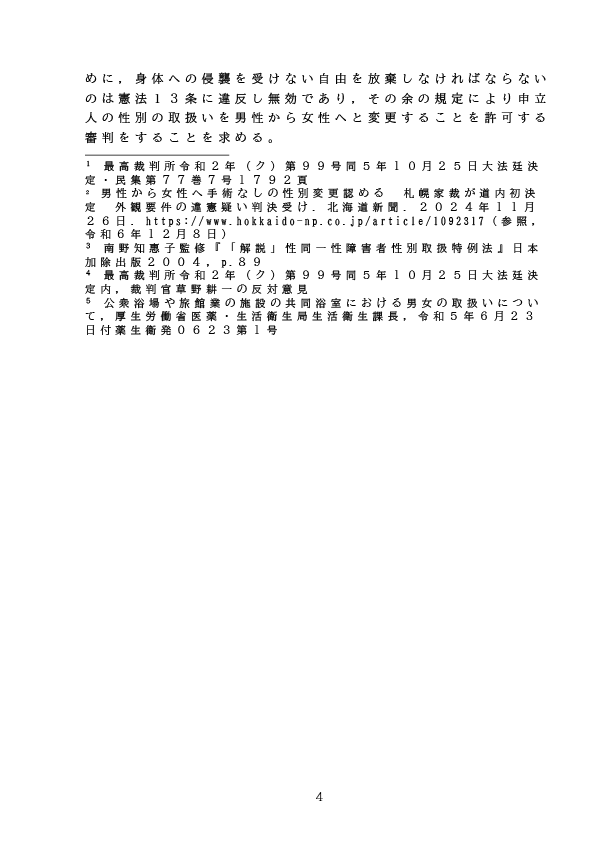 めに，身体への侵襲を受けない自由を放棄しなければならない
のは憲法１３条に違反し無効であり，その余の規定により申立
人の性別の取扱いを男性から女性へと変更することを許可する
審判をすることを求める。
¹ 最高裁判所令和２年（ク）第９９号同５年１０月２５日大法廷決
定・民集第７７巻７号１７９２頁
² 男性から女性へ手術なしの性別変更認める　札幌家裁が道内初決
定　外観要件の違憲疑い判決受け．北海道新聞．２０２４年１１月
２６日．https://www.hokkaido-np.co.jp/article/1092317（参照，
令和６年１２月８日）
³ 南野知惠子監修『「解説」性同一性障害者性別取扱特例法』日本
加除出版２００４，p.８９
⁴ 最高裁判所令和２年（ク）第９９号同５年１０月２５日大法廷決
定内，裁判官草野耕一の反対意見
⁵ 公衆浴場や旅館業の施設の共同浴室における男女の取扱いについ
て，厚生労働省医薬・生活衛生局生活衛生課長，令和５年６月２３
日付薬生衛発０６２３第１号
4